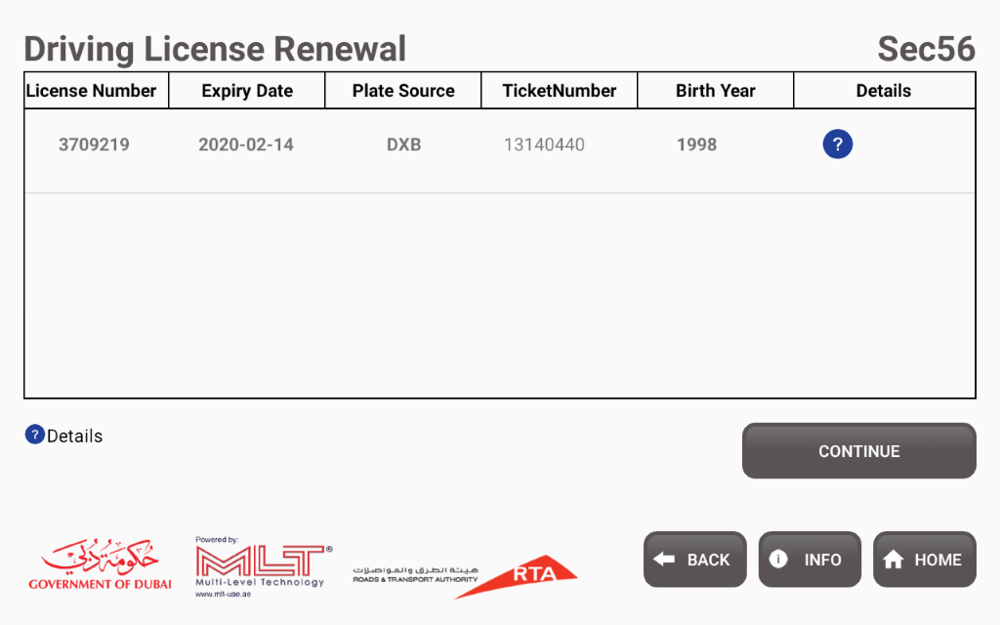 Driving License Renewal
Sec56
License Number Expiry Date Plate Source TicketNumber Birth Year Details
3709219 2020-02-14 DXB 13140440 1998 ?
? Details
CONTINUE
حكومة دبي
GOVERNMENT OF DUBAI
Powered by:
MLT®
Multi-Level Technology
www.mlt-uae.ae
هيئة الطرق والمواصلات
ROADS & TRANSPORT AUTHORITY
RTA
BACK
INFO
HOME